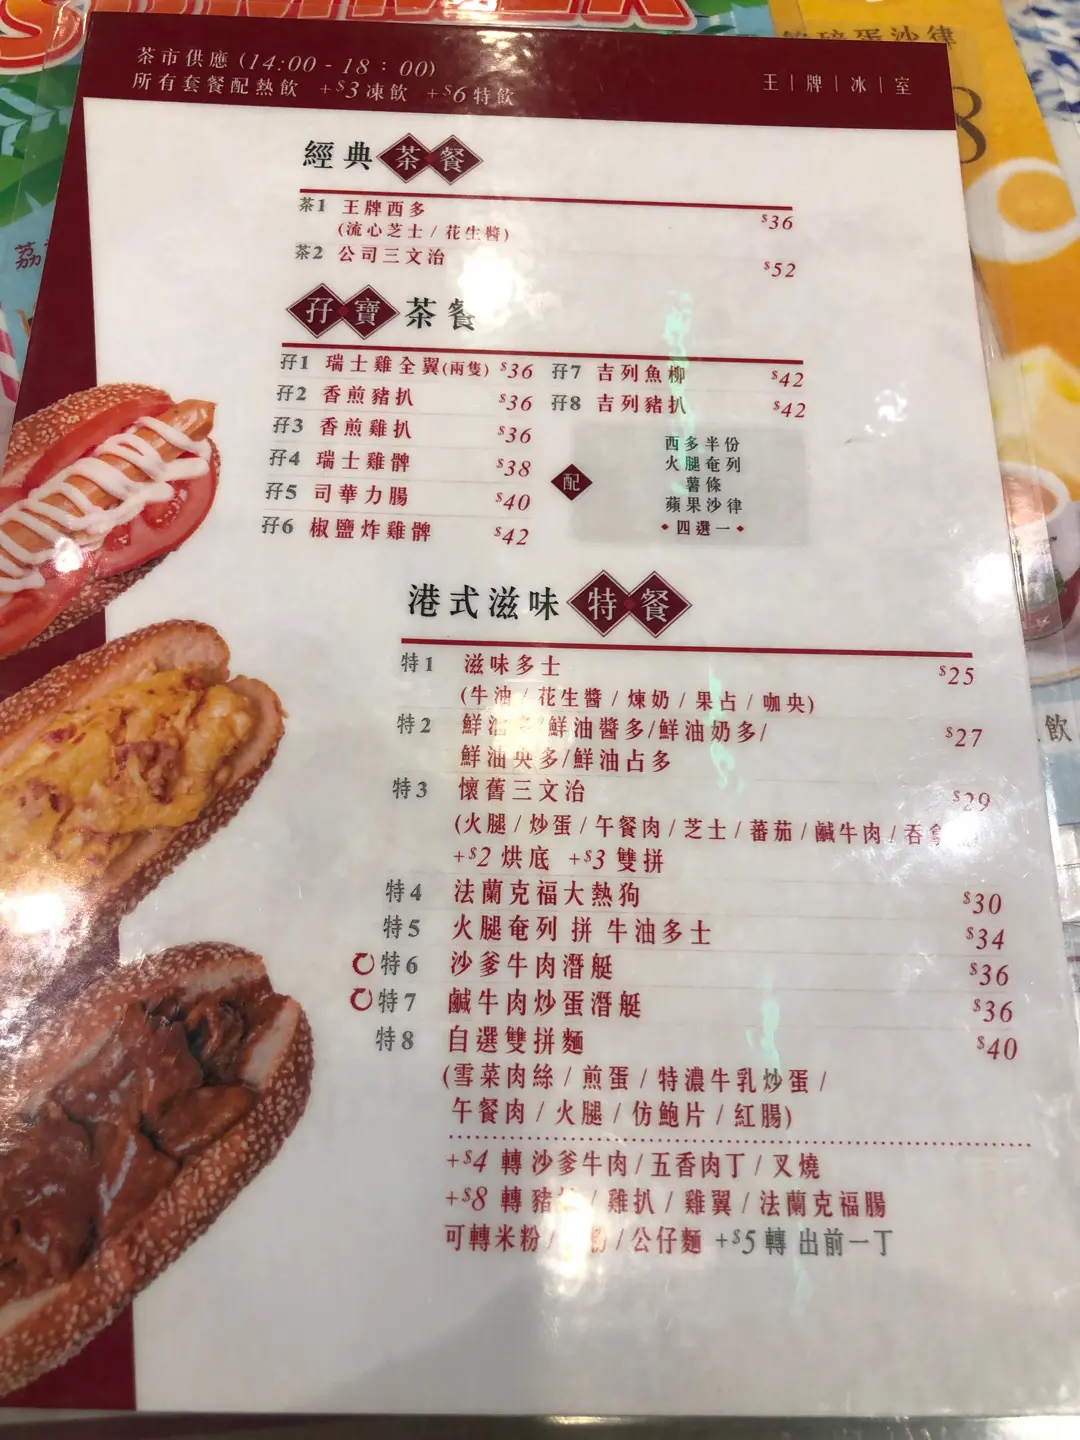 SUMMER
茶市供應 (14:00 - 18：00)
所有套餐配熱飲 +$3凍飲 +$6特飲
王|牌|冰|室
蛋沙律
8
荔
飲
經典茶餐
茶1 王牌西多 $36
(流心芝士 / 花生醬)
茶2 公司三文治 $52
孖寶茶餐
孖1 瑞士雞全翼(兩隻) $36
孖2 香煎豬扒 $36
孖3 香煎雞扒 $36
孖4 瑞士雞髀 $38
孖5 司華力腸 $40
孖6 椒鹽炸雞髀 $42
孖7 吉列魚柳 $42
孖8 吉列豬扒 $42
配
西多半份
火腿奄列
薯條
蘋果沙律
四選一
港式滋味特餐
特1 滋味多士 $25
(牛油 / 花生醬 / 煉奶 / 果占 / 咖央)
特2 鮮油多/鮮油醬多/鮮油奶多/ $27
鮮油央多/鮮油占多
特3 懷舊三文治 $29
(火腿 / 炒蛋 / 午餐肉 / 芝士 / 蕃茄 / 鹹牛肉 / 吞
+$2 烘底 +$3 雙拼
特4 法蘭克福大熱狗 $30
特5 火腿奄列 拼 牛油多士 $34
特6 沙爹牛肉潛艇 $36
特7 鹹牛肉炒蛋潛艇 $36
特8 自選雙拼麵 $40
(雪菜肉絲 / 煎蛋 / 特濃牛乳炒蛋 /
午餐肉 / 火腿 / 仿鮑片 / 紅腸)
+$4 轉 沙爹牛肉 / 五香肉丁 / 叉燒
+$8 轉 豬 / 雞扒 / 雞翼 / 法蘭克福腸
可轉米粉 / 粉 / 公仔麵 +$5 轉 出前一丁